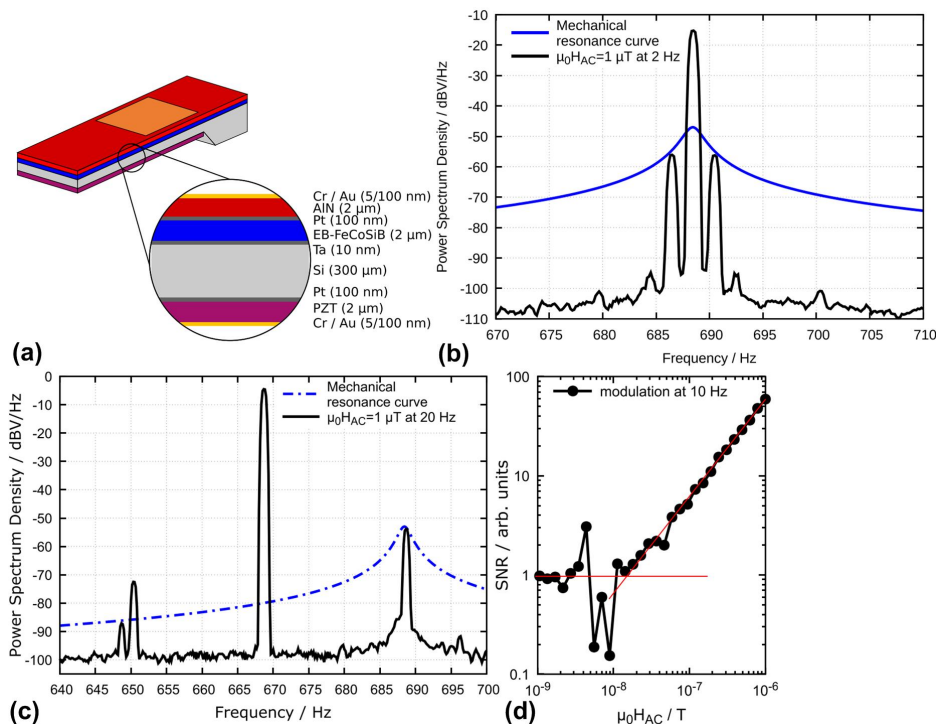 Cr / Au (5/100 nm)
AlN (2 µm)
Pt (100 nm)
EB-FeCoSiB (2 µm)
Ta (10 nm)
Si (300 µm)
Pt (100 nm)
PZT (2 µm)
Cr / Au (5/100 nm)
(a)
-10
-20
-30
-40
-50
-60
-70
-80
-90
-100
-110
Power Spectrum Density / dBV/Hz
Mechanical
resonance curve
µ₀H_AC=1 µT at 2 Hz
670 675 680 685 690 695 700 705 710
Frequency / Hz
(b)
0
-10
-20
-30
-40
-50
-60
-70
-80
-90
-100
Power Spectrum Density / dBV/Hz
Mechanical
resonance curve
µ₀H_AC=1 µT at 20 Hz
640 645 650 655 660 665 670 675 680 685 690 695 700
Frequency / Hz
(c)
100
10
1
0.1
SNR / arb. units
modulation at 10 Hz
10⁻⁹ 10⁻⁸ 10⁻⁷ 10⁻⁶
µ₀H_AC / T
(d)